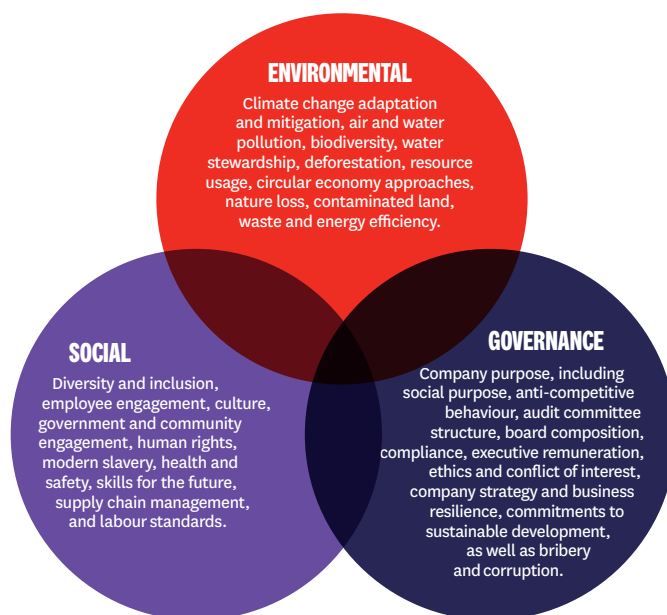 ENVIRONMENTAL
Climate change adaptation
and mitigation, air and water
pollution, biodiversity, water
stewardship, deforestation, resource
usage, circular economy approaches,
nature loss, contaminated land,
waste and energy efficiency.
SOCIAL
Diversity and inclusion,
employee engagement, culture,
government and community
engagement, human rights,
modern slavery, health and
safety, skills for the future,
supply chain management,
and labour standards.
GOVERNANCE
Company purpose, including
social purpose, anti-competitive
behaviour, audit committee
structure, board composition,
compliance, executive remuneration,
ethics and conflict of interest,
company strategy and business
resilience, commitments to
sustainable development,
as well as bribery
and corruption.